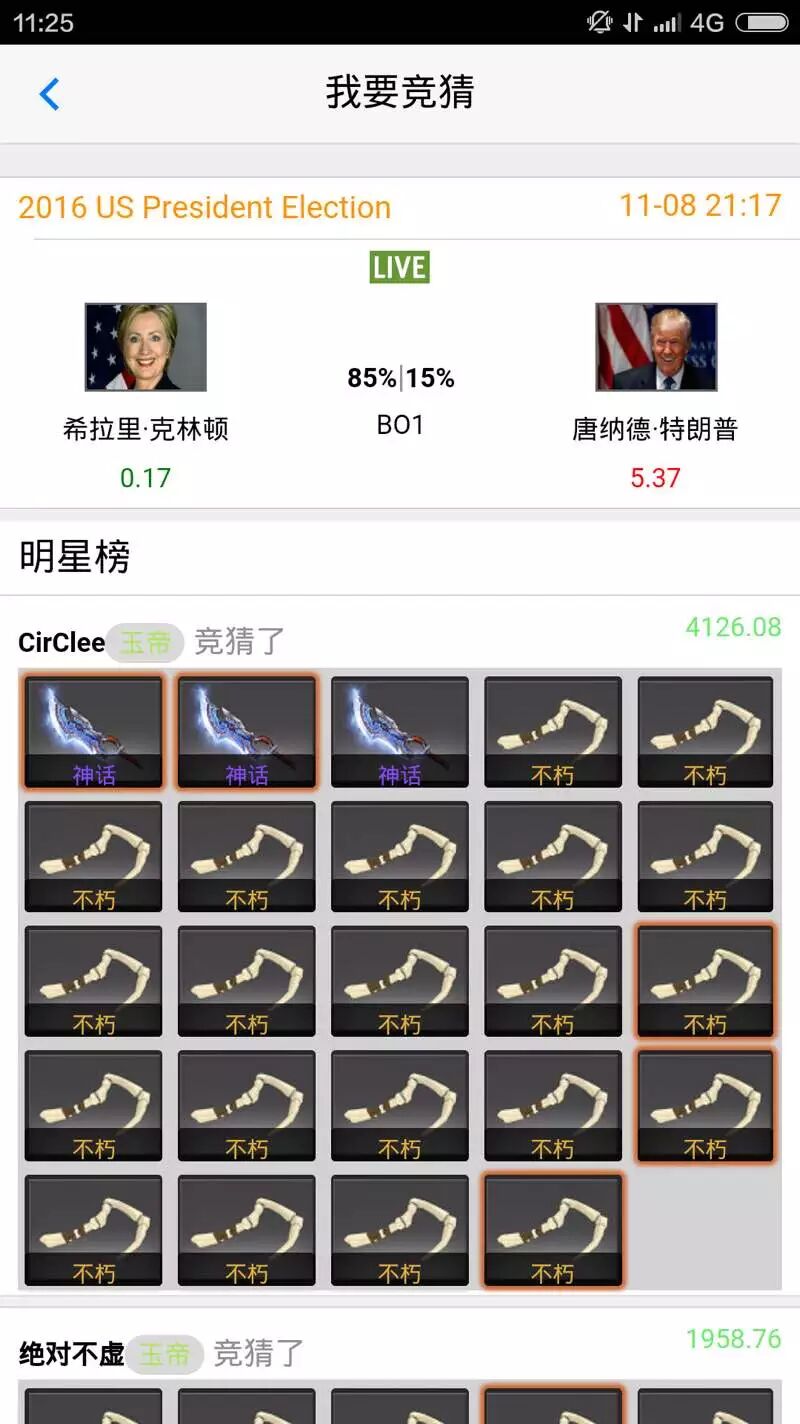 11:25 4G
我要竞猜
2016 US President Election 11-08 21:17
LIVE
85%|15%
BO1
希拉里·克林顿 唐纳德·特朗普
0.17 5.37
明星榜
CirClee 玉帝 竞猜了 4126.08
神话 神话 神话 不朽 不朽
不朽 不朽 不朽 不朽 不朽
不朽 不朽 不朽 不朽 不朽
不朽 不朽 不朽 不朽 不朽
不朽 不朽 不朽 不朽
绝对不虚 玉帝 竞猜了 1958.76